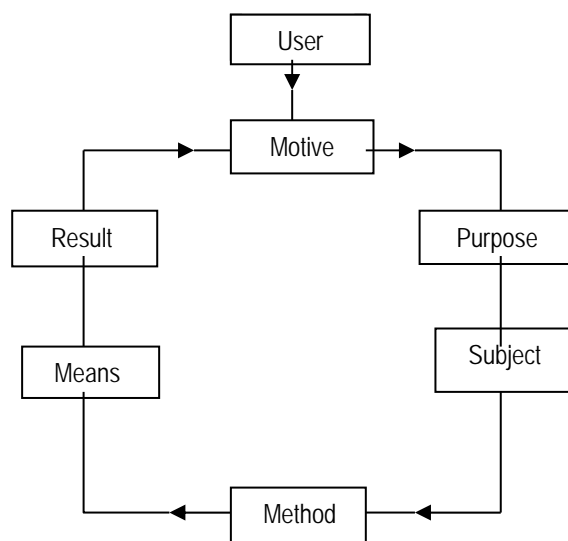 User
Motive
Result
Purpose
Means
Subject
Method